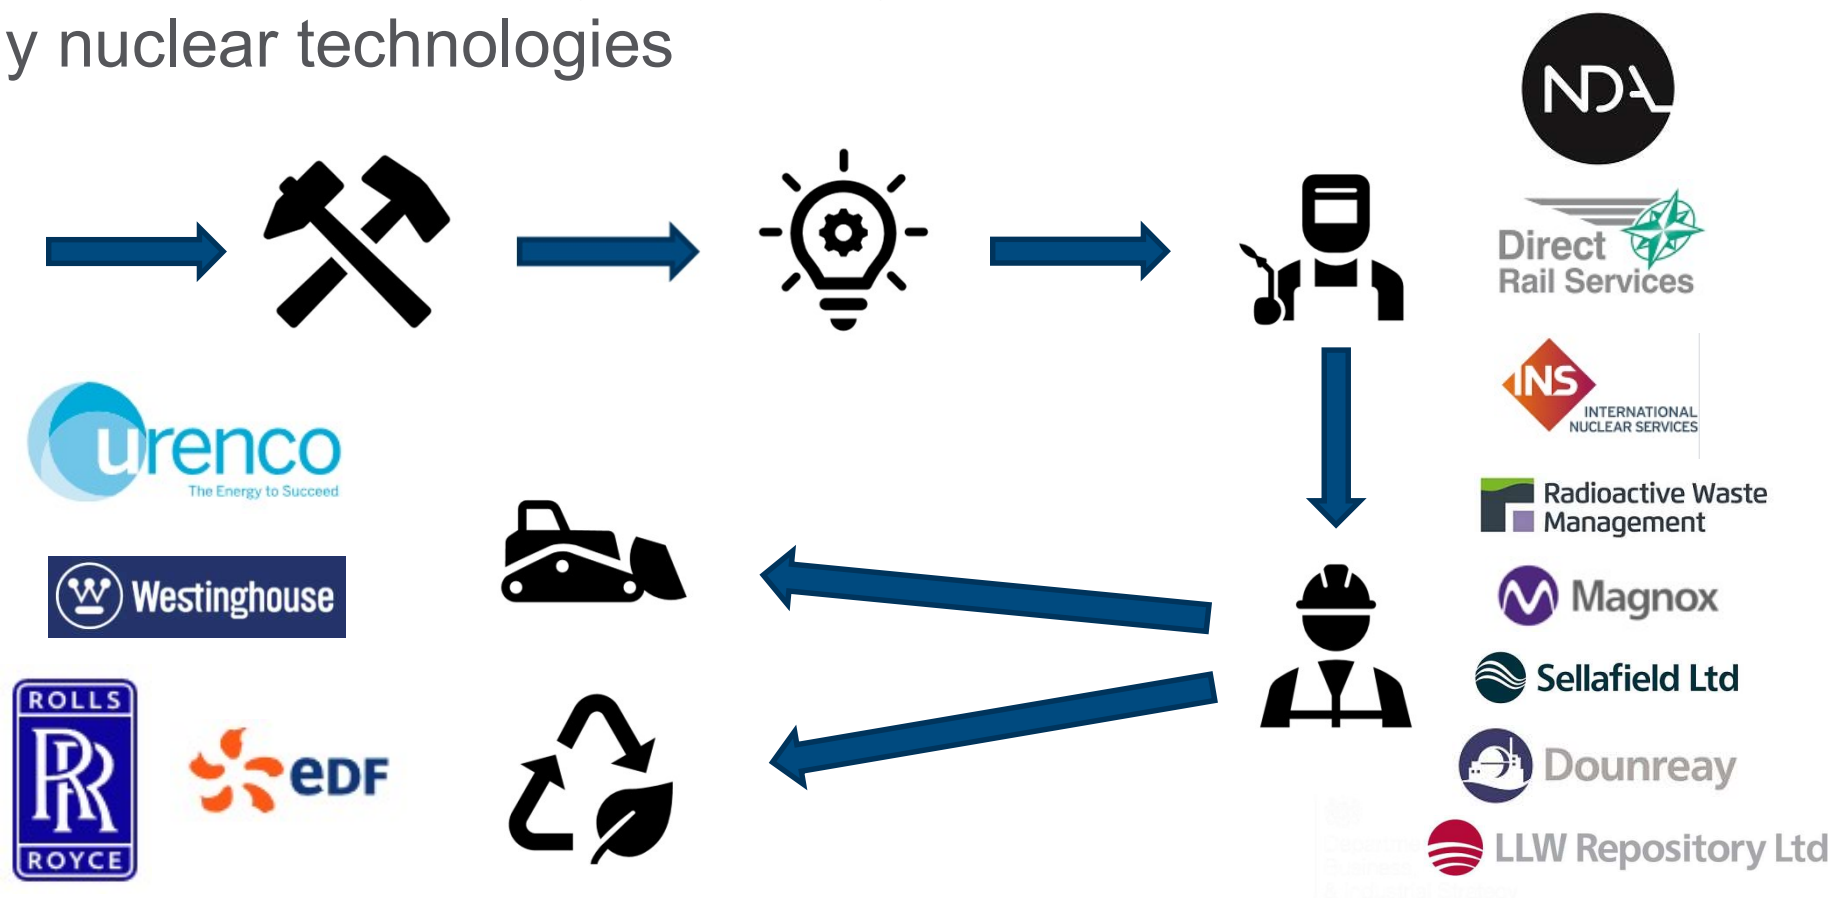 y nuclear technologies
NDA
Direct
Rail Services
INS
INTERNATIONAL
NUCLEAR SERVICES
urenco
The Energy to Succeed
Radioactive Waste
Management
W Westinghouse
Magnox
Sellafield Ltd
ROLLS
RR
ROYCE
eDF
Dounreay
LLW Repository Ltd